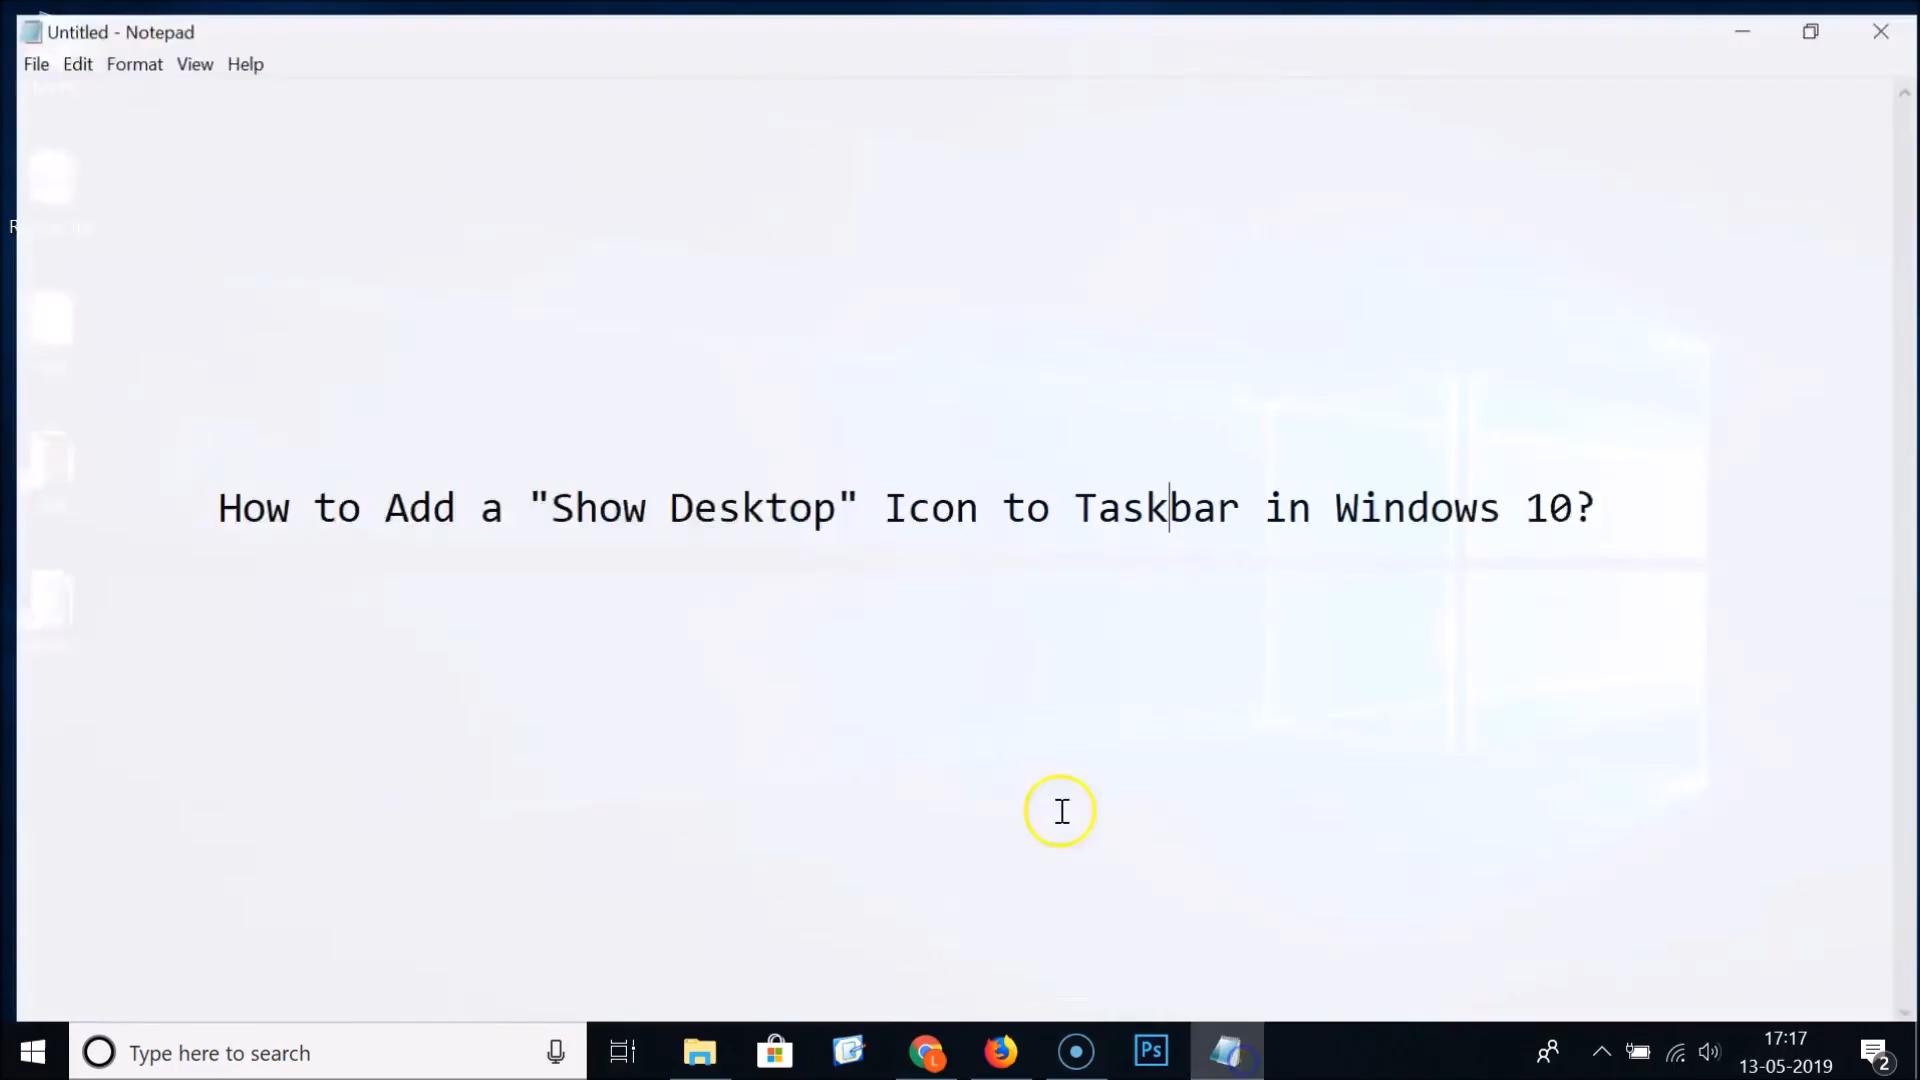 Untitled - Notepad
File Edit Format View Help
How to Add a "Show Desktop" Icon to Taskbar in Windows 10?
Type here to search
L
Ps
17:17
13-05-2019
2